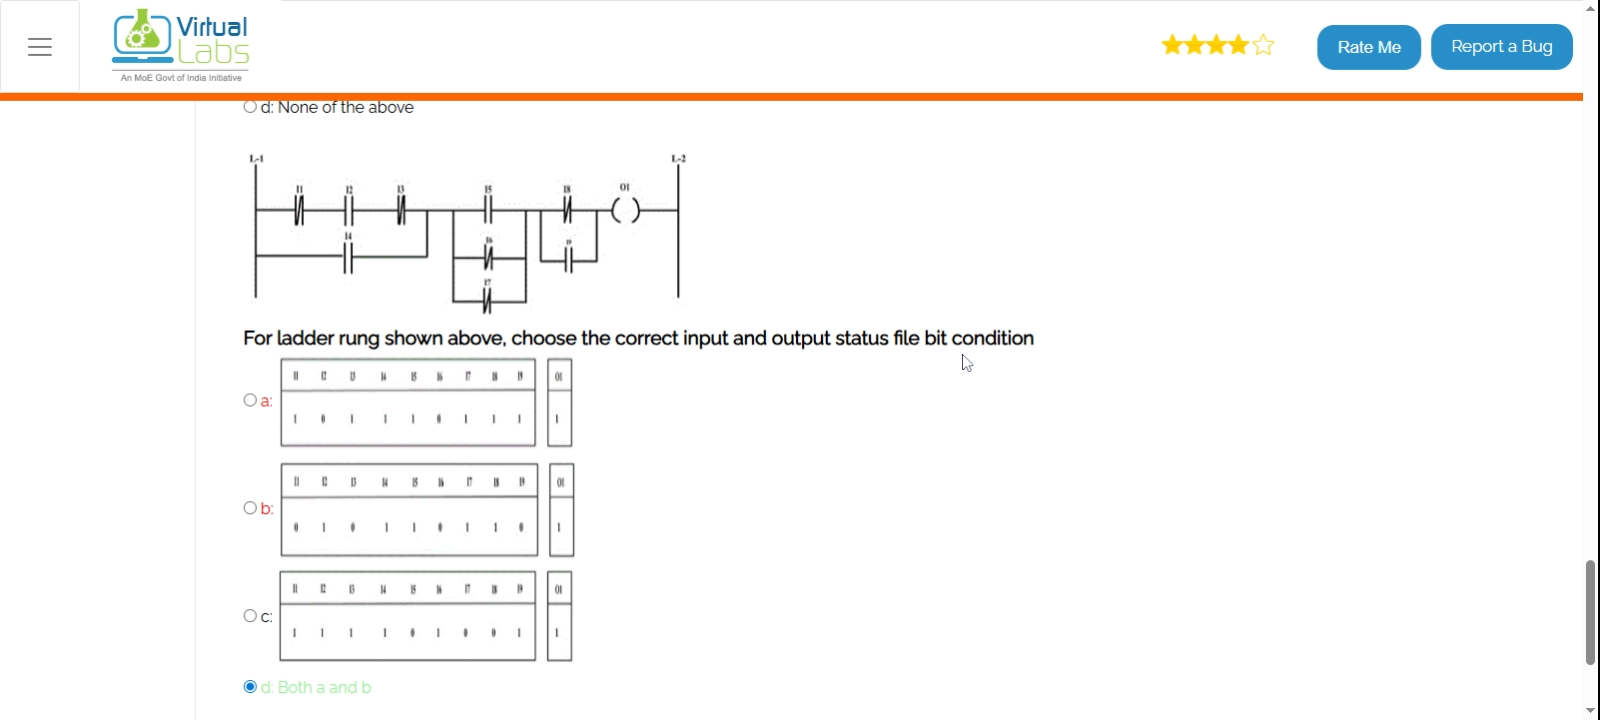 Virtual
Labs
An MoE Govt of India Initiative
Rate Me
Report a Bug
d: None of the above
L-1
L-2
I1 I2 I3 I5 I8 O1
I4 I6 I9
I7
For ladder rung shown above, choose the correct input and output status file bit condition
I1 I2 I3 I4 I5 I6 I7 I8 I9 O1
a:
1 0 1 1 1 0 1 1 1 1
I1 I2 I3 I4 I5 I6 I7 I8 I9 O1
b:
0 1 0 1 1 0 1 1 0 1
I1 I2 I3 I4 I5 I6 I7 I8 I9 O1
c:
1 1 1 1 0 1 0 0 1 1
d: Both a and b